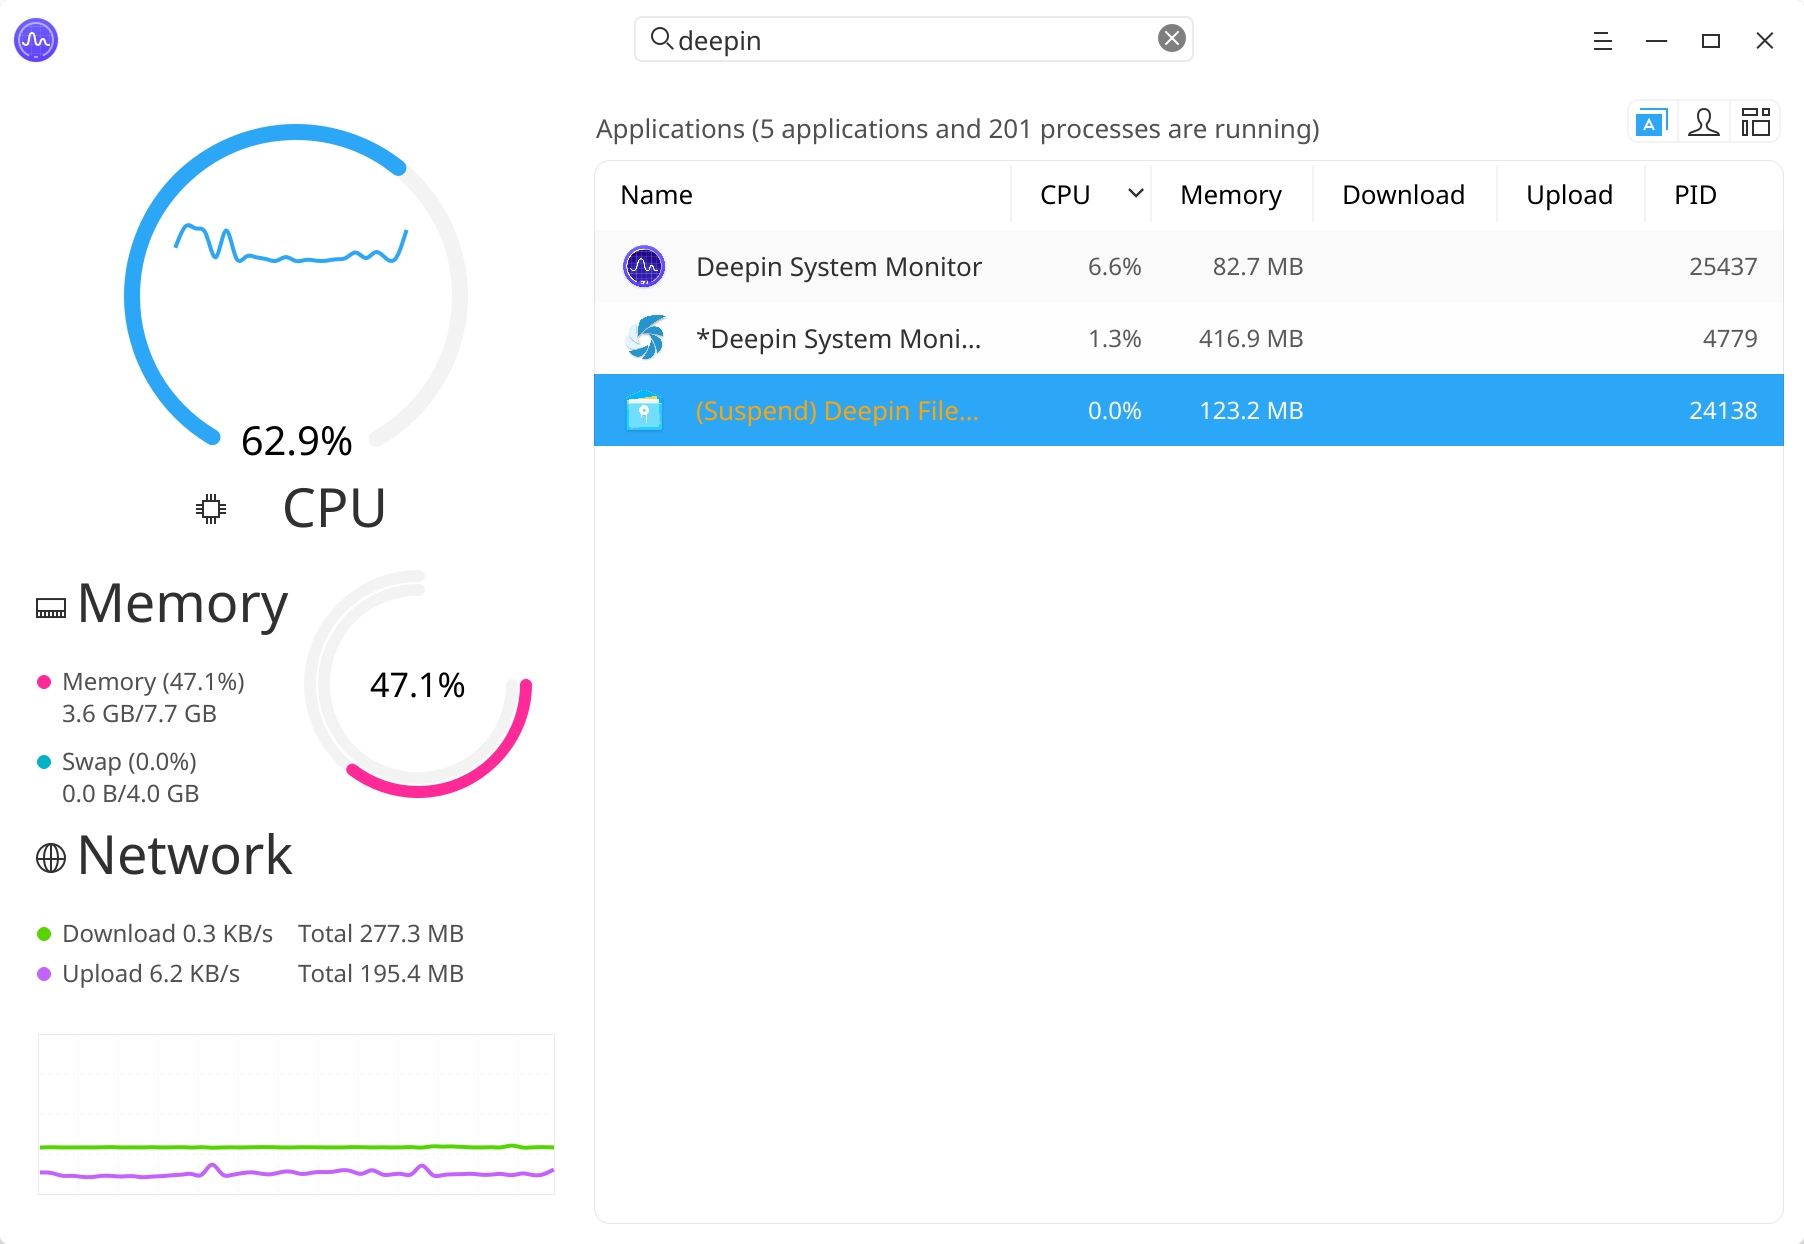 deepin
Applications (5 applications and 201 processes are running)
Name CPU Memory Download Upload PID
Deepin System Monitor 6.6% 82.7 MB 25437
*Deepin System Moni... 1.3% 416.9 MB 4779
(Suspend) Deepin File... 0.0% 123.2 MB 24138
62.9%
CPU
Memory
47.1%
Memory (47.1%)
3.6 GB/7.7 GB
Swap (0.0%)
0.0 B/4.0 GB
Network
Download 0.3 KB/s Total 277.3 MB
Upload 6.2 KB/s Total 195.4 MB